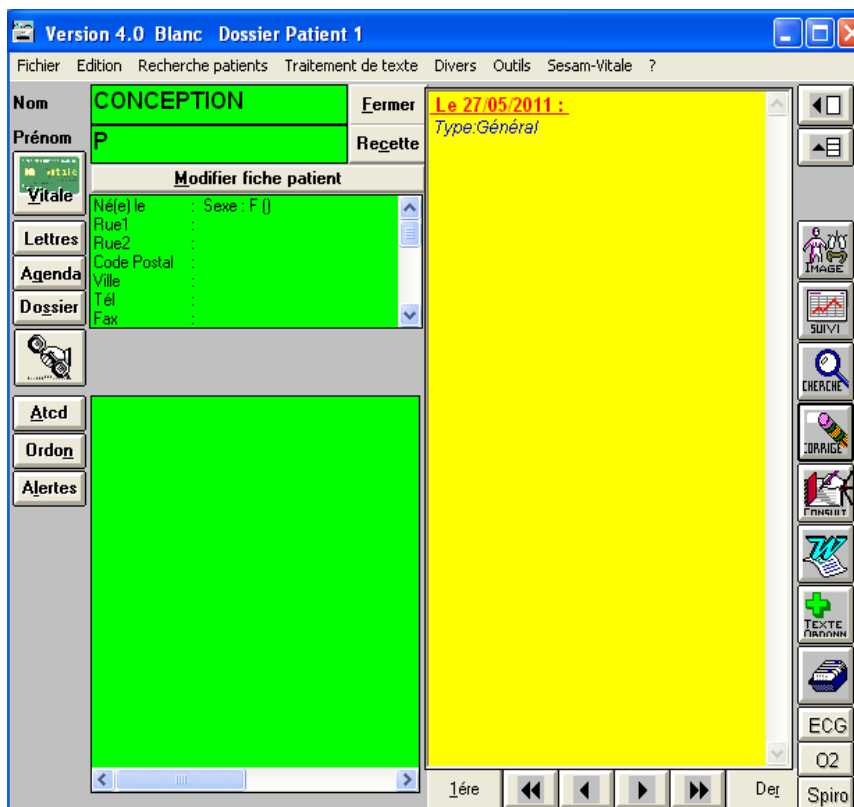 Version 4.0 Blanc Dossier Patient 1
Fichier Edition Recherche patients Traitement de texte Divers Outils Sesam-Vitale ?
Nom
CONCEPTION
Fermer
Prénom
P
Recette
Vitale
Modifier fiche patient
Né(e) le : Sexe : F ()
Rue1 :
Rue2 :
Code Postal :
Ville :
Tél :
Fax :
Lettres
Agenda
Dossier
Atcd
Ordon
Alertes
Le 27/05/2011 :
Type:Général
1ére
Der
IMAGE
SUIVI
CHERCHE
CORRIGE
CONSULT
TEXTE
ORDONN
ECG
O2
Spiro